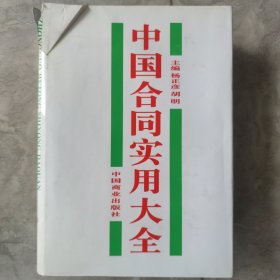 中国合同实用大全
主编 杨正彦 胡明
中国商业出版社